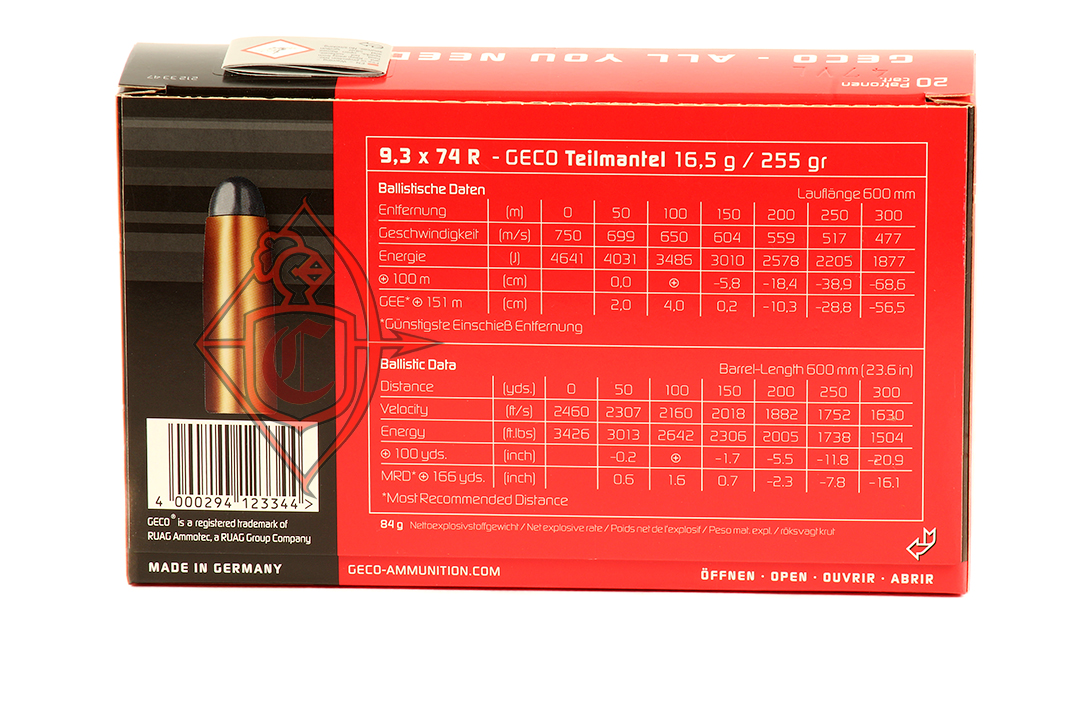 GECO - ALL YOU NEED
20 Patronen
cart.
2123347
9,3 x 74 R - GECO Teilmantel 16,5 g / 255 gr
Ballistische Daten Lauflänge 600 mm
Entfernung (m) 0 50 100 150 200 250 300
Geschwindigkeit (m/s) 750 699 650 604 559 517 477
Energie (J) 4641 4031 3486 3010 2578 2205 1877
⊕ 100 m (cm) 0,0 ⊕ -5,8 -18,4 -38,9 -68,6
GEE* ⊕ 151 m (cm) 2,0 4,0 0,2 -10,3 -28,8 -56,5
*Günstigste Einschieß Entfernung
Ballistic Data Barrel-Length 600 mm (23.6 in)
Distance (yds.) 0 50 100 150 200 250 300
Velocity (ft/s) 2460 2307 2160 2018 1882 1752 1630
Energy (ft.lbs) 3426 3013 2642 2306 2005 1738 1504
⊕ 100 yds. (inch) -0.2 ⊕ -1.7 -5.5 -11.8 -20.9
MRD* ⊕ 166 yds. (inch) 0.6 1.6 0.7 -2.3 -7.8 -16.1
*Most Recommended Distance
84 g Nettoexplosivstoffgewicht / Net explosive rate / Poids net de l'explosif / Peso mat. expl. / röksvagt krut
C
4 000294 123344 >
GECO® is a registered trademark of
RUAG Ammotec, a RUAG Group Company
MADE IN GERMANY
GECO-AMMUNITION.COM
ÖFFNEN · OPEN · OUVRIR · ABRIR